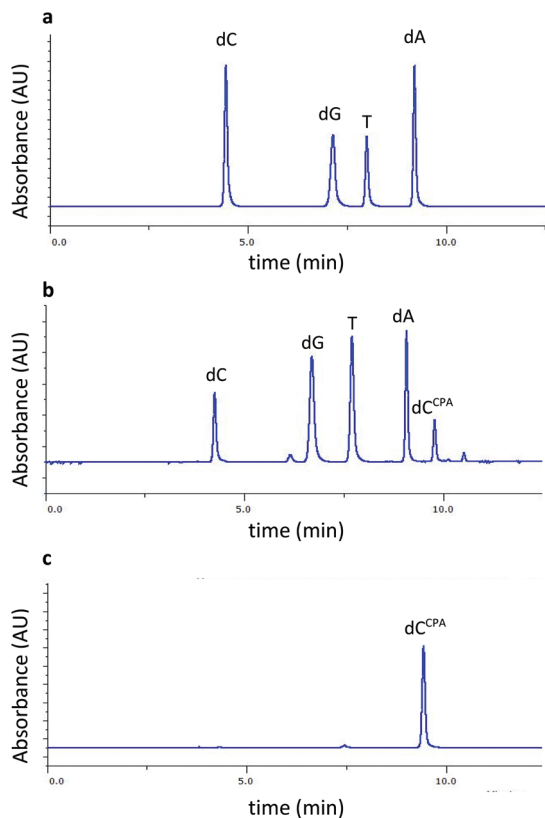 a
dC
dG
T
dA
Absorbance (AU)
0.0 5.0 10.0
time (min)
b
dC
dG
T
dA
dC^CPA
Absorbance (AU)
0.0 5.0 10.0
time (min)
c
dC^CPA
Absorbance (AU)
0.0 5.0 10.0
time (min)